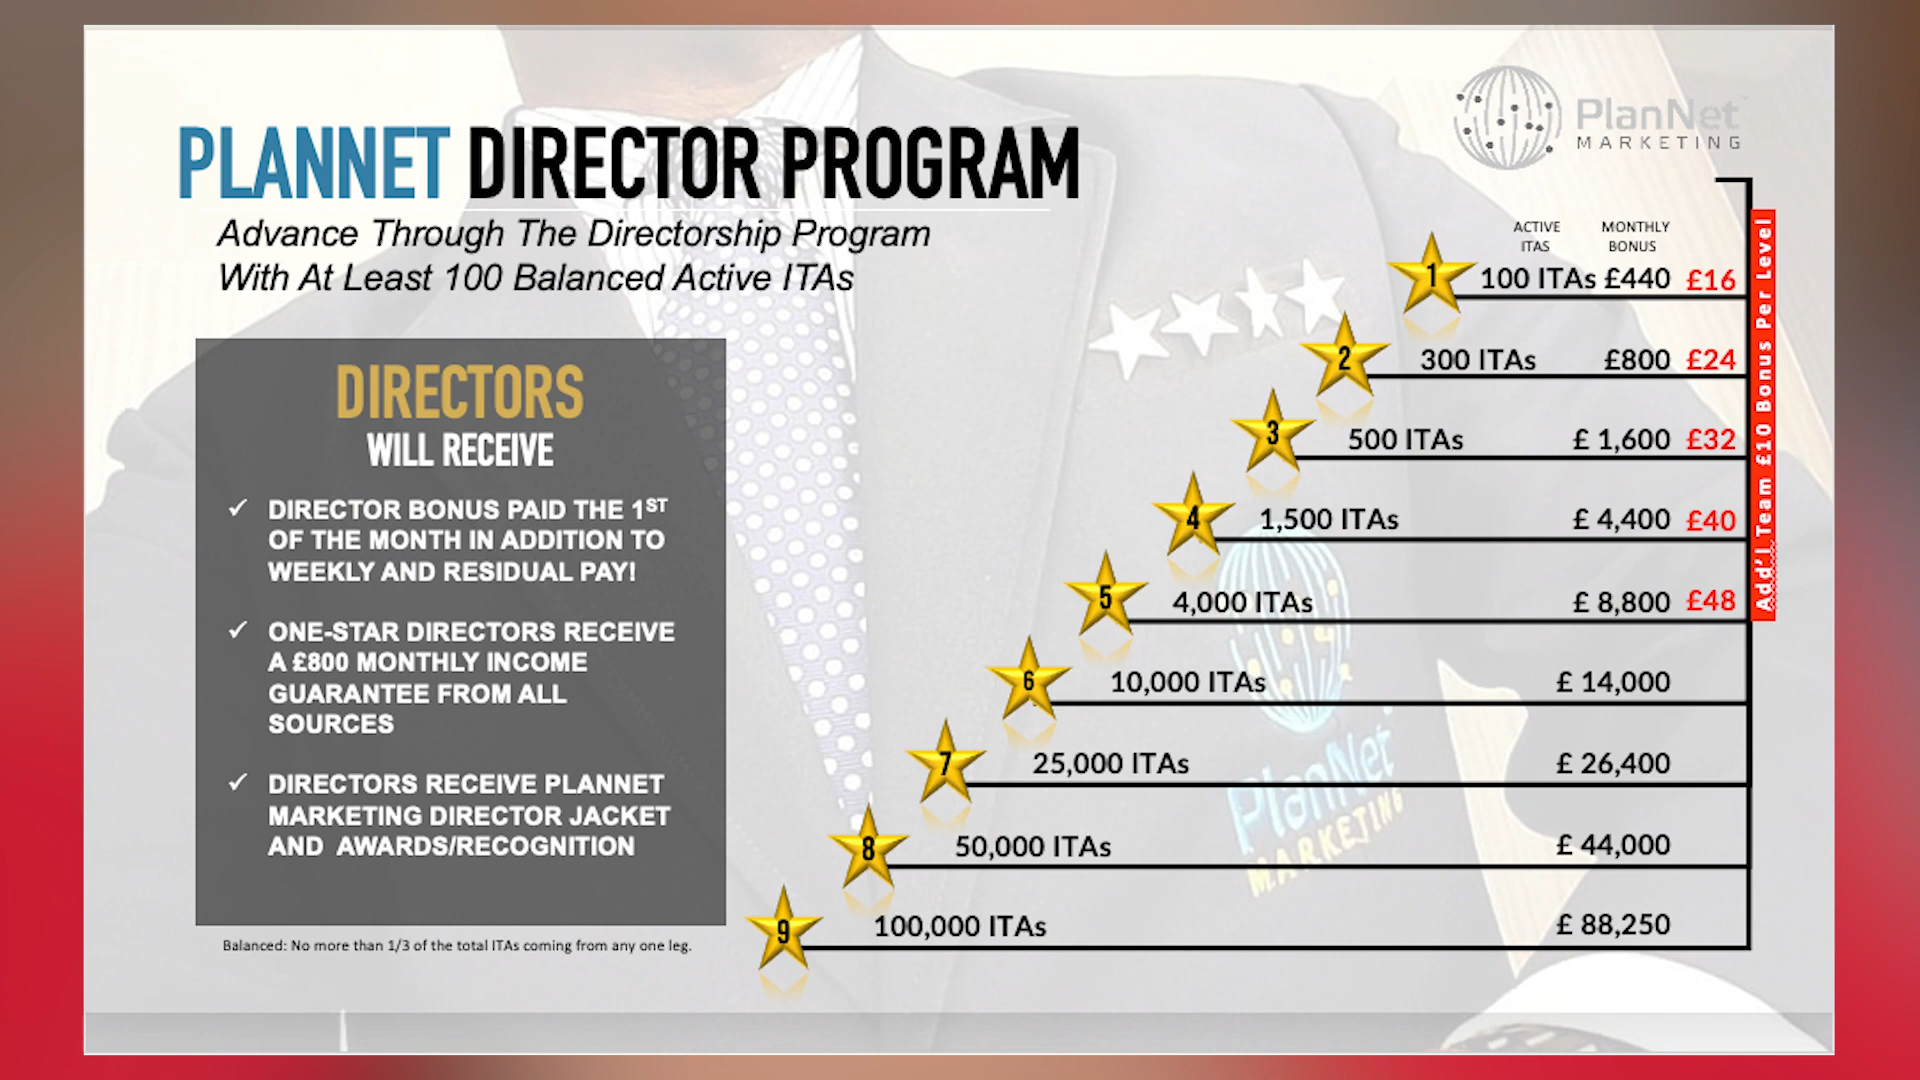 PlanNet
MARKETING
PLANNET DIRECTOR PROGRAM
Advance Through The Directorship Program
With At Least 100 Balanced Active ITAs
DIRECTORS
WILL RECEIVE
✓ DIRECTOR BONUS PAID THE 1ST
OF THE MONTH IN ADDITION TO
WEEKLY AND RESIDUAL PAY!
✓ ONE-STAR DIRECTORS RECEIVE
A £800 MONTHLY INCOME
GUARANTEE FROM ALL
SOURCES
✓ DIRECTORS RECEIVE PLANNET
MARKETING DIRECTOR JACKET
AND AWARDS/RECOGNITION
Balanced: No more than 1/3 of the total ITAs coming from any one leg.
ACTIVE MONTHLY
ITAS BONUS
1 100 ITAs £440 £16
2 300 ITAs £800 £24
3 500 ITAs £ 1,600 £32
4 1,500 ITAs £ 4,400 £40
5 4,000 ITAs £ 8,800 £48
6 10,000 ITAs £ 14,000
7 25,000 ITAs £ 26,400
8 50,000 ITAs £ 44,000
9 100,000 ITAs £ 88,250
Add'l Team £10 Bonus Per Level
PlanNet
MARKETING